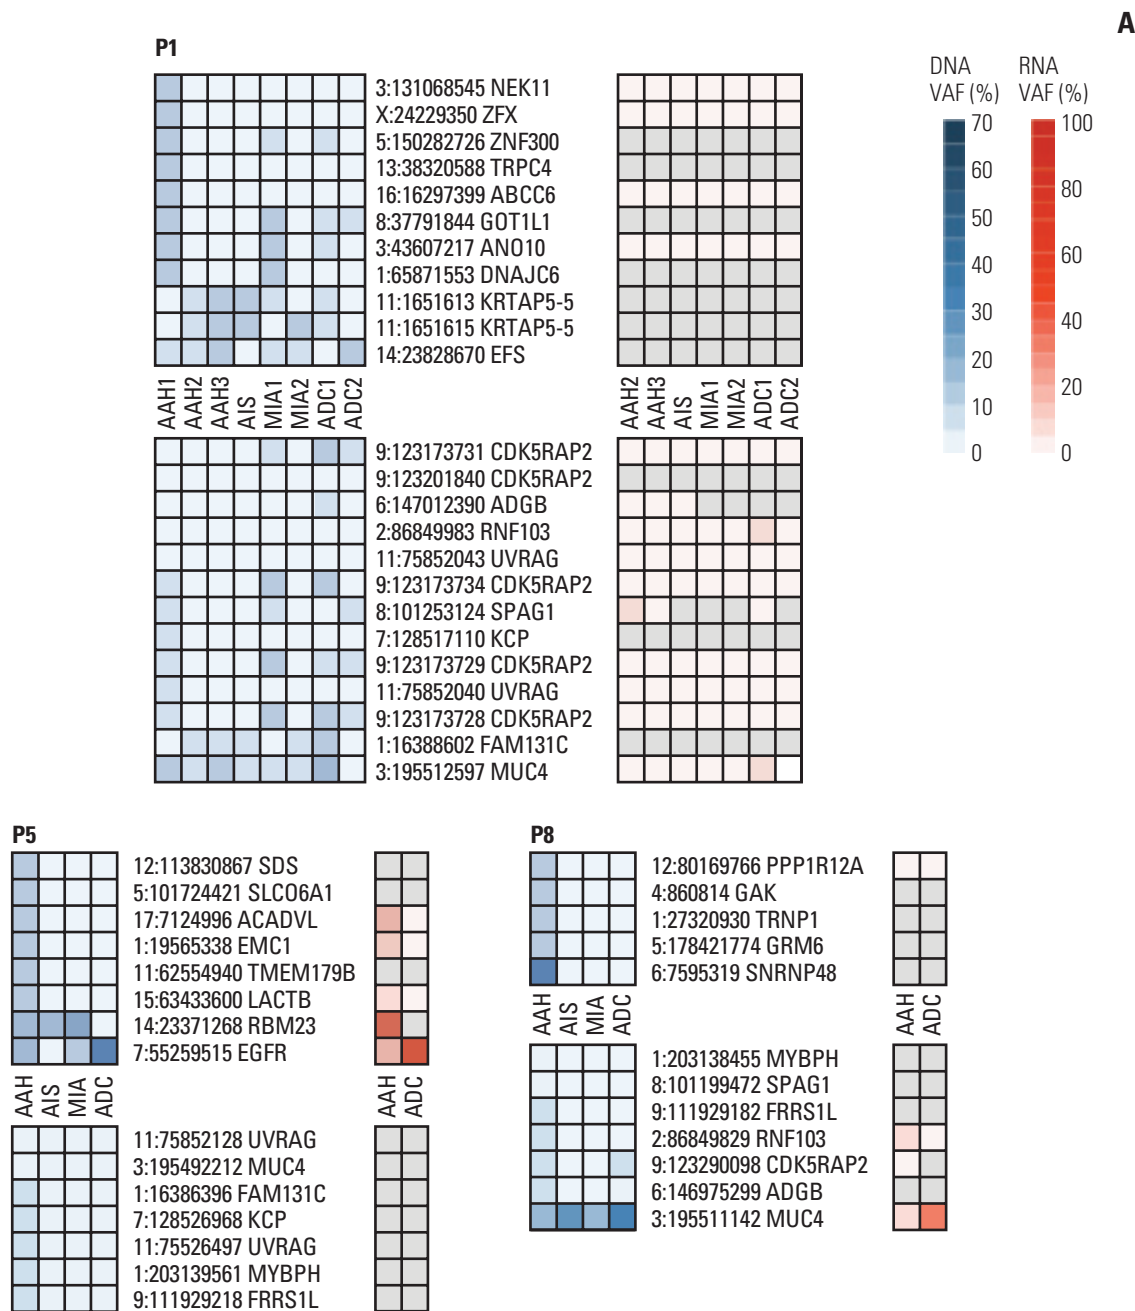 A
P1
DNA VAF (%)
RNA VAF (%)
70
60
50
40
30
20
10
0
100
80
60
40
20
0
3:131068545 NEK11
X:24229350 ZFX
5:150282726 ZNF300
13:38320588 TRPC4
16:16297399 ABCC6
8:37791844 GOT1L1
3:43607217 ANO10
1:65871553 DNAJC6
11:1651613 KRTAP5-5
11:1651615 KRTAP5-5
14:23828670 EFS
AAH1 AAH2 AAH3 AIS MIA1 MIA2 ADC1 ADC2
AAH2 AAH3 AIS MIA1 MIA2 ADC1 ADC2
9:123173731 CDK5RAP2
9:123201840 CDK5RAP2
6:147012390 ADGB
2:86849983 RNF103
11:75852043 UVRAG
9:123173734 CDK5RAP2
8:101253124 SPAG1
7:128517110 KCP
9:123173729 CDK5RAP2
11:75852040 UVRAG
9:123173728 CDK5RAP2
1:16388602 FAM131C
3:195512597 MUC4
P5
12:113830867 SDS
5:101724421 SLCO6A1
17:7124996 ACADVL
1:19565338 EMC1
11:62554940 TMEM179B
15:63433600 LACTB
14:23371268 RBM23
7:55259515 EGFR
AAH AIS MIA ADC
AAH ADC
11:75852128 UVRAG
3:195492212 MUC4
1:16386396 FAM131C
7:128526968 KCP
11:75526497 UVRAG
1:203139561 MYBPH
9:111929218 FRRS1L
P8
12:80169766 PPP1R12A
4:860814 GAK
1:27320930 TRNP1
5:178421774 GRM6
6:7595319 SNRNP48
AAH AIS MIA ADC
AAH ADC
1:203138455 MYBPH
8:101199472 SPAG1
9:111929182 FRRS1L
2:86849829 RNF103
9:123290098 CDK5RAP2
6:146975299 ADGB
3:195511142 MUC4